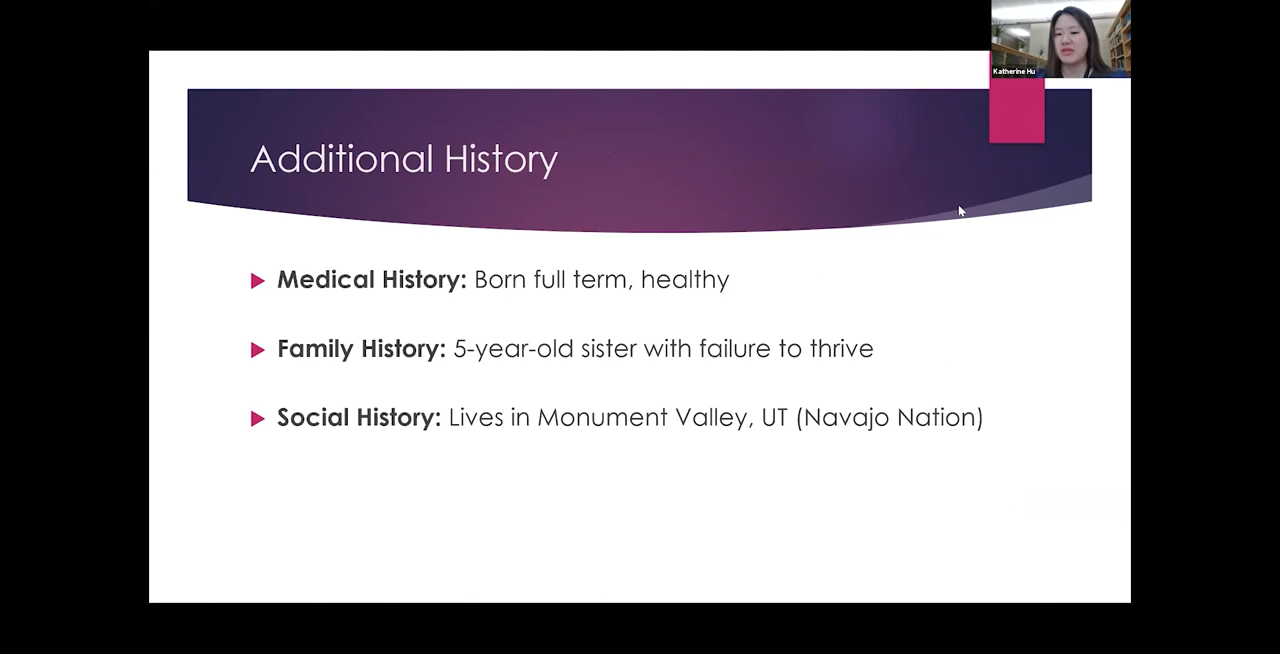 Katherine Hu
Additional History
Medical History: Born full term, healthy
Family History: 5-year-old sister with failure to thrive
Social History: Lives in Monument Valley, UT (Navajo Nation)